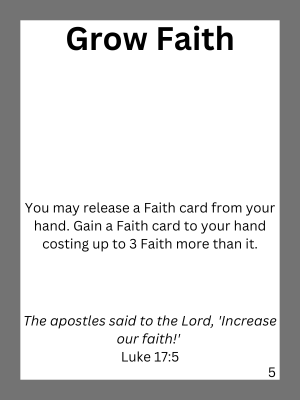 Grow Faith
You may release a Faith card from your
hand. Gain a Faith card to your hand
costing up to 3 Faith more than it.
The apostles said to the Lord, 'Increase
our faith!'
Luke 17:5
5